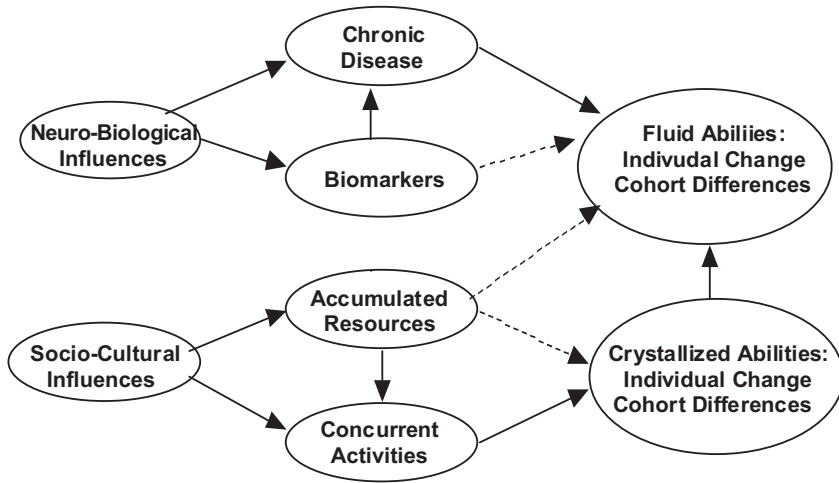 Chronic
Disease
Neuro-Biological
Influences
Biomarkers
Fluid Abiliies:
Indivudal Change
Cohort Differences
Accumulated
Resources
Socio-Cultural
Influences
Concurrent
Activities
Crystallized Abilities:
Individual Change
Cohort Differences